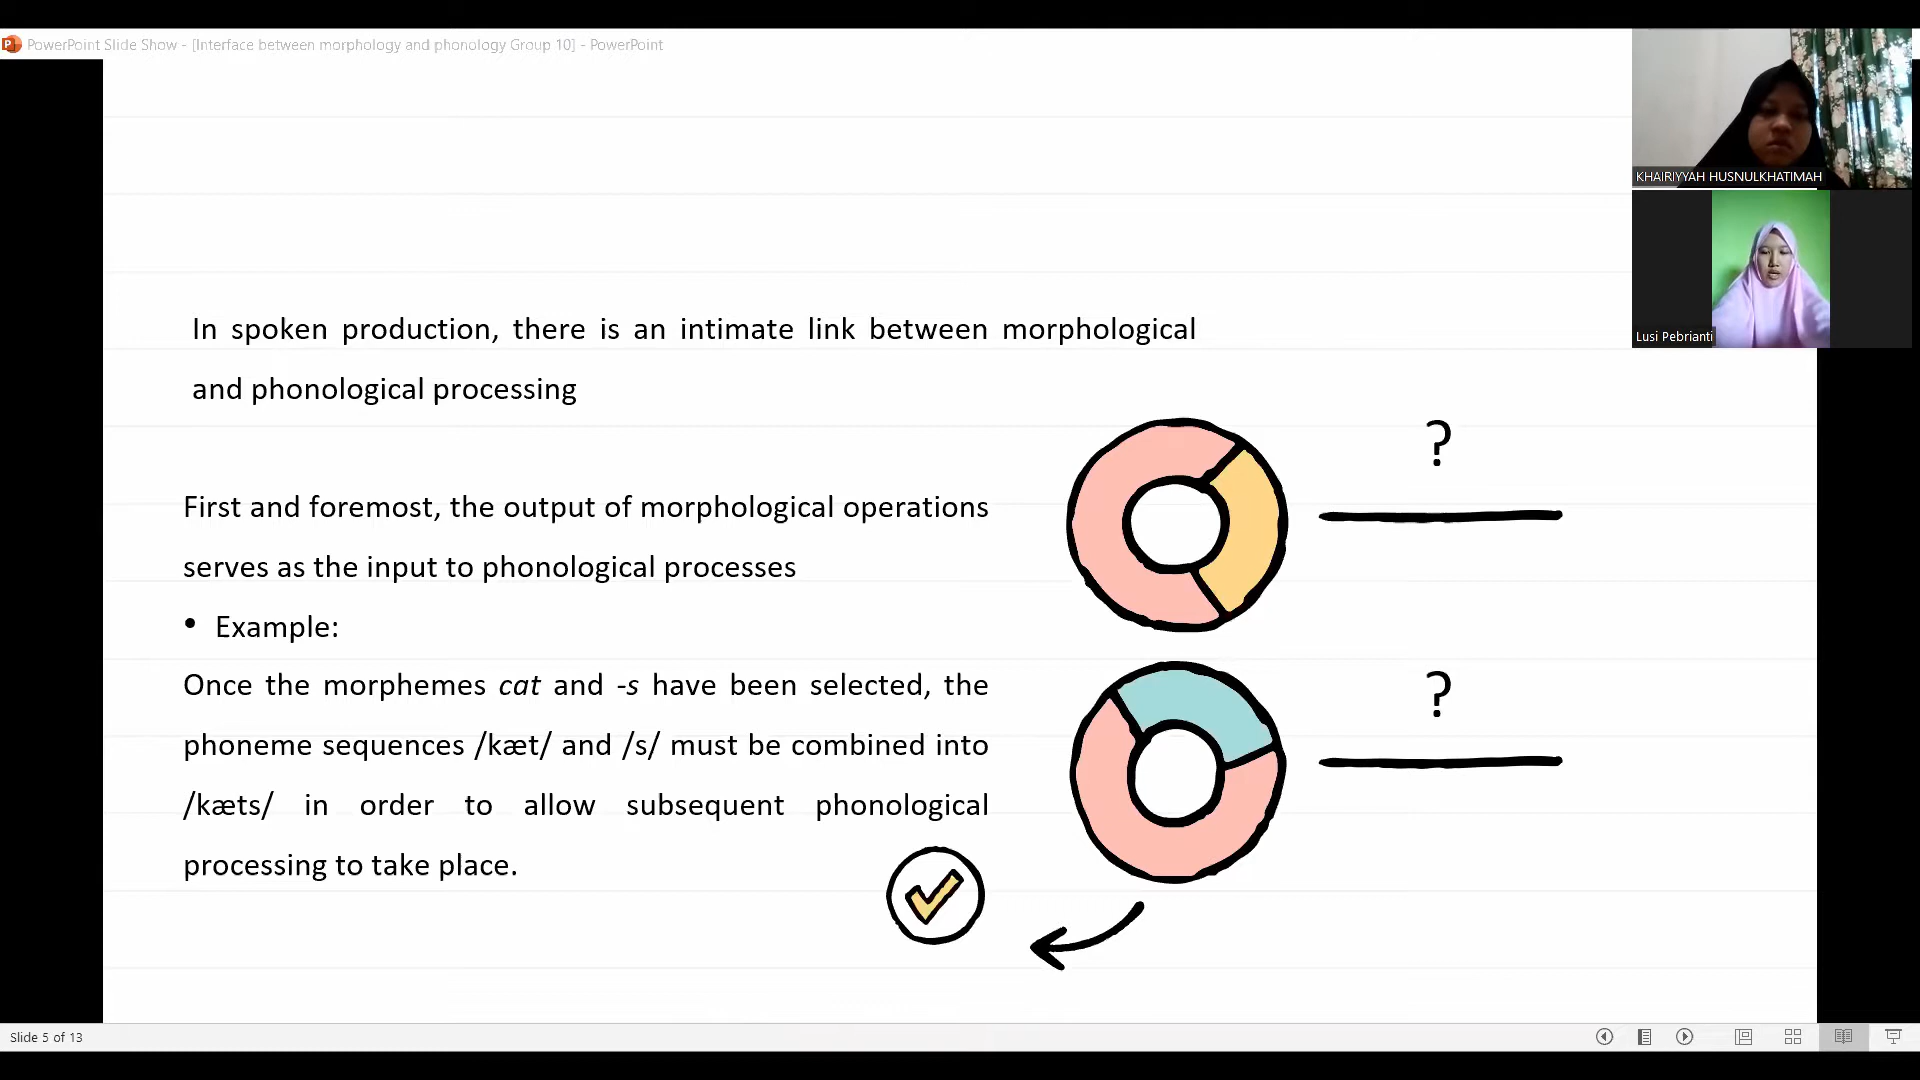 PowerPoint Slide Show - [Interface between morphology and phonology Group 10] - PowerPoint
KHAIRIYYAH HUSNULKHATIMAH
Lusi Pebrianti
In spoken production, there is an intimate link between morphological
and phonological processing
First and foremost, the output of morphological operations
serves as the input to phonological processes
• Example:
Once the morphemes cat and -s have been selected, the
phoneme sequences /kæt/ and /s/ must be combined into
/kæts/ in order to allow subsequent phonological
processing to take place.
?
?
Slide 5 of 13